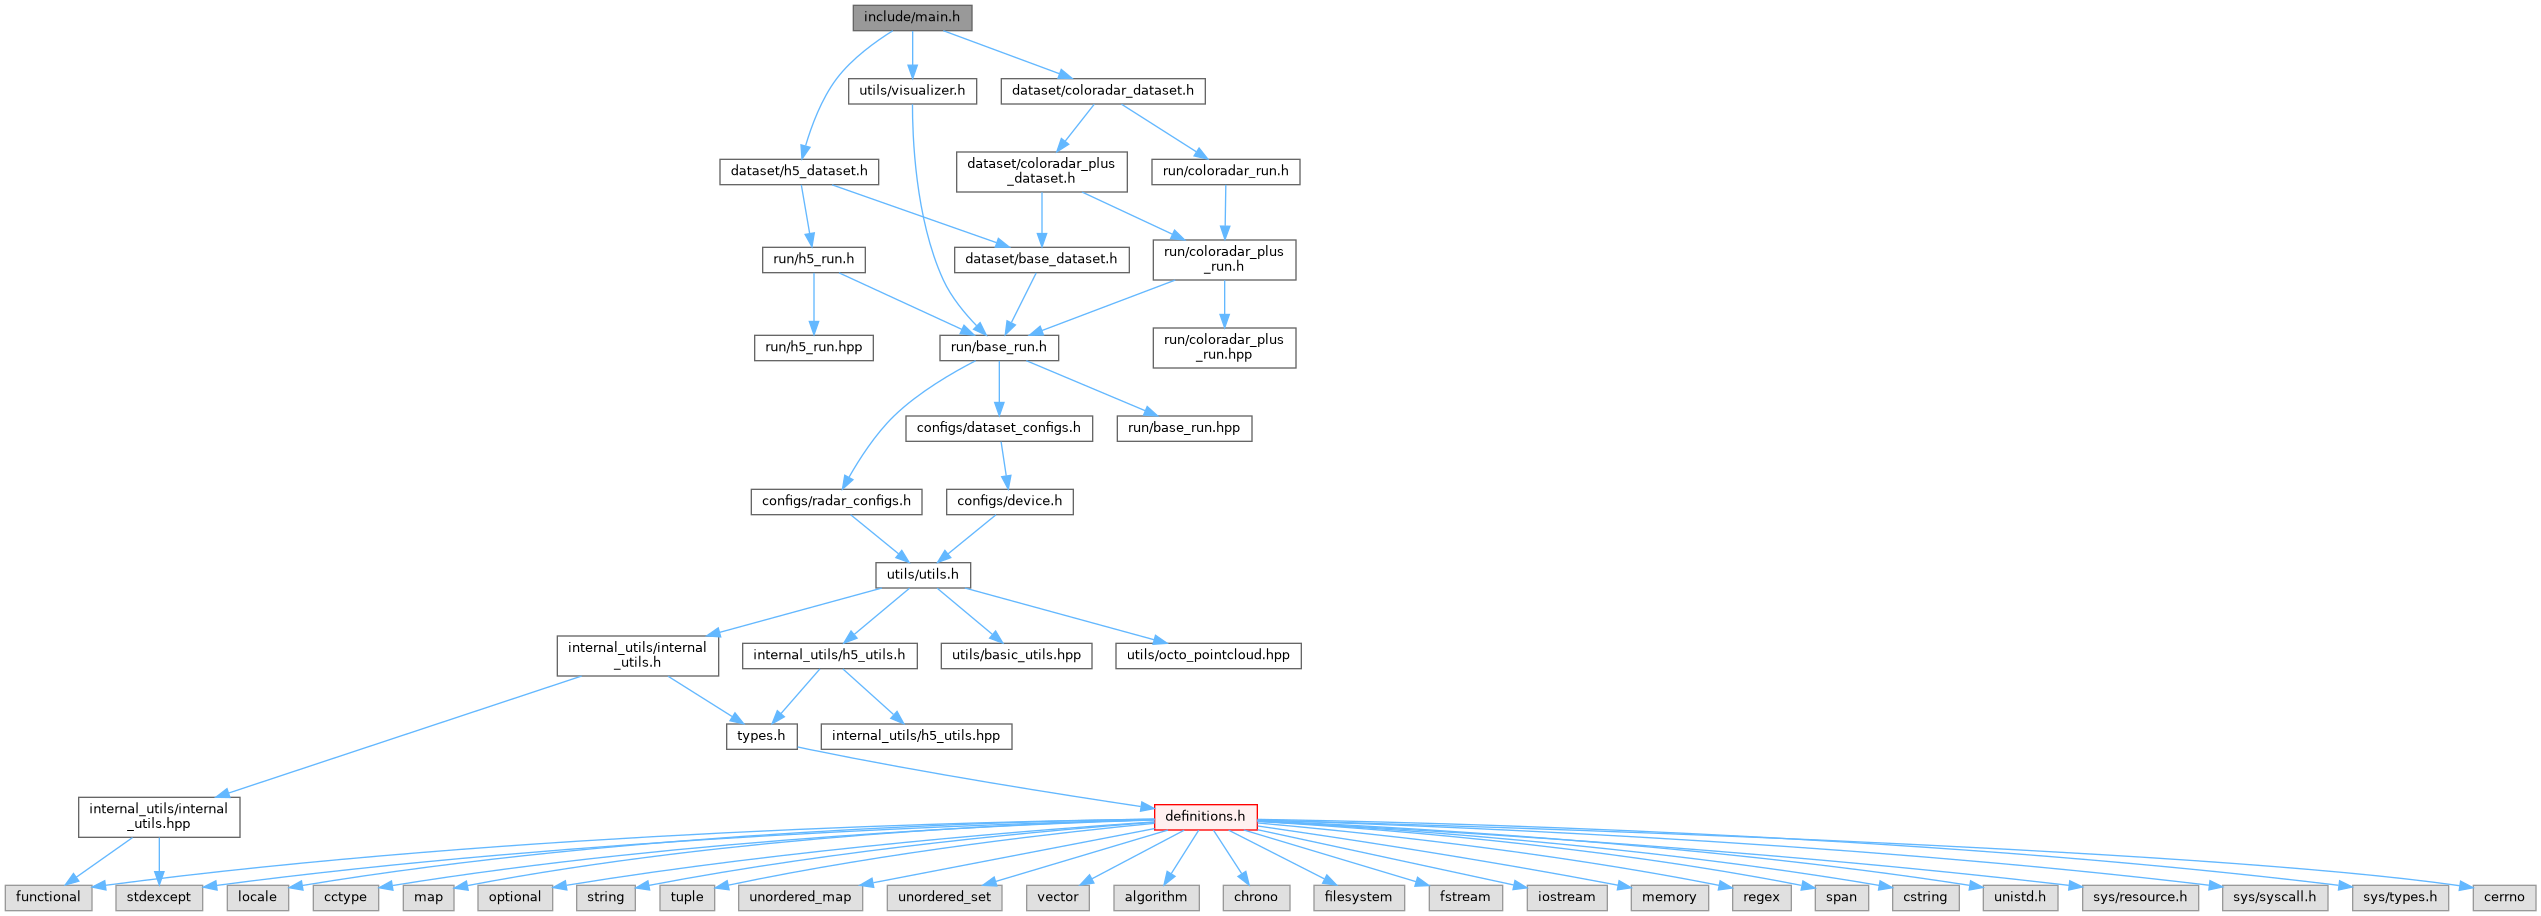 include/main.h
utils/visualizer.h
dataset/coloradar_dataset.h
dataset/h5_dataset.h
dataset/coloradar_plus
_dataset.h
run/coloradar_run.h
run/h5_run.h
dataset/base_dataset.h
run/coloradar_plus
_run.h
run/h5_run.hpp
run/base_run.h
run/coloradar_plus
_run.hpp
configs/dataset_configs.h
run/base_run.hpp
configs/radar_configs.h
configs/device.h
utils/utils.h
internal_utils/internal
_utils.h
internal_utils/h5_utils.h
utils/basic_utils.hpp
utils/octo_pointcloud.hpp
types.h
internal_utils/h5_utils.hpp
internal_utils/internal
_utils.hpp
definitions.h
functional
stdexcept
locale
cctype
map
optional
string
tuple
unordered_map
unordered_set
vector
algorithm
chrono
filesystem
fstream
iostream
memory
regex
span
cstring
unistd.h
sys/resource.h
sys/syscall.h
sys/types.h
cerrno